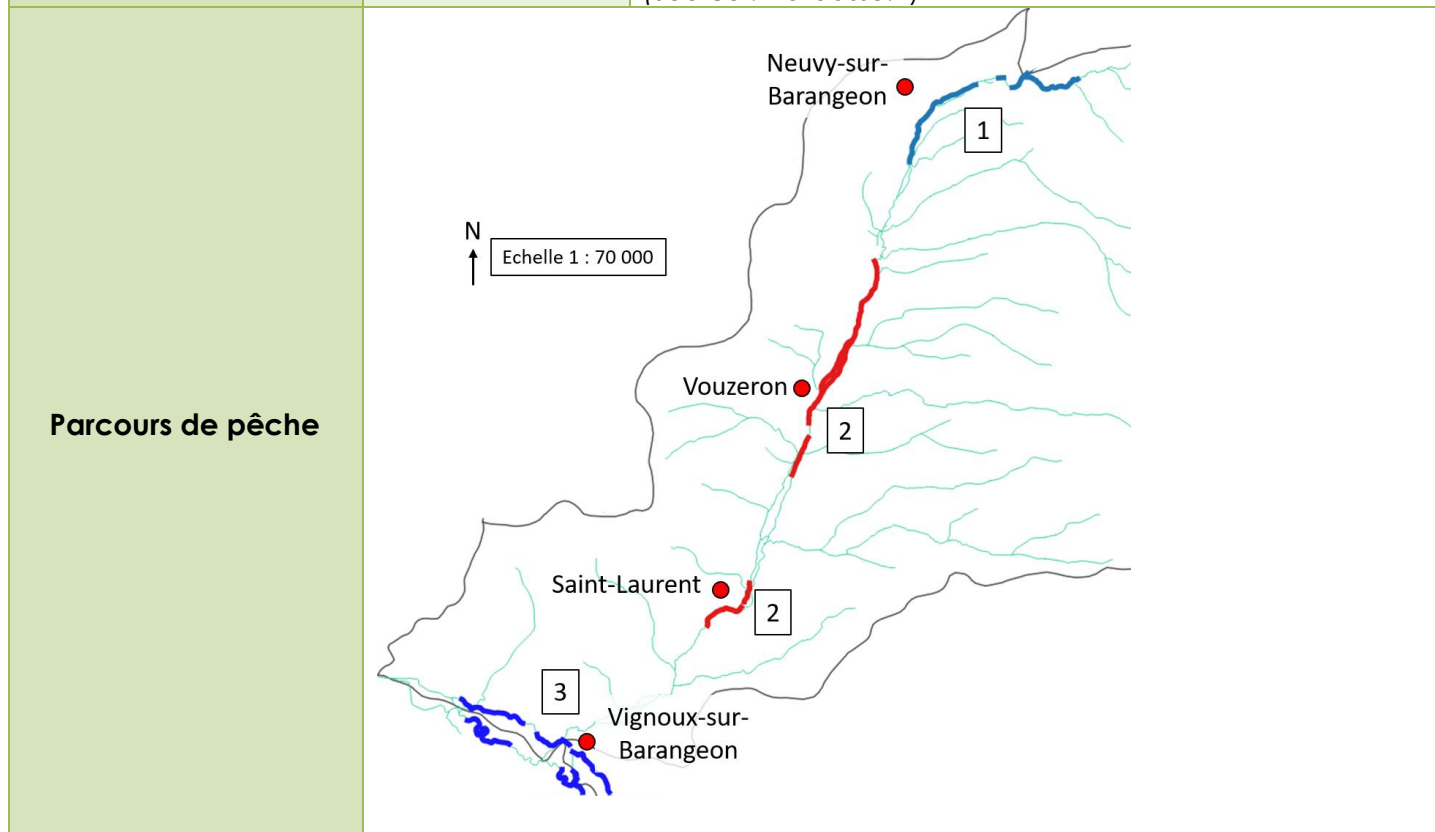 Parcours de pêche
Neuvy-sur-
Barangeon
1
N
Echelle 1 : 70 000
Vouzeron
2
Saint-Laurent
2
3
Vignoux-sur-
Barangeon